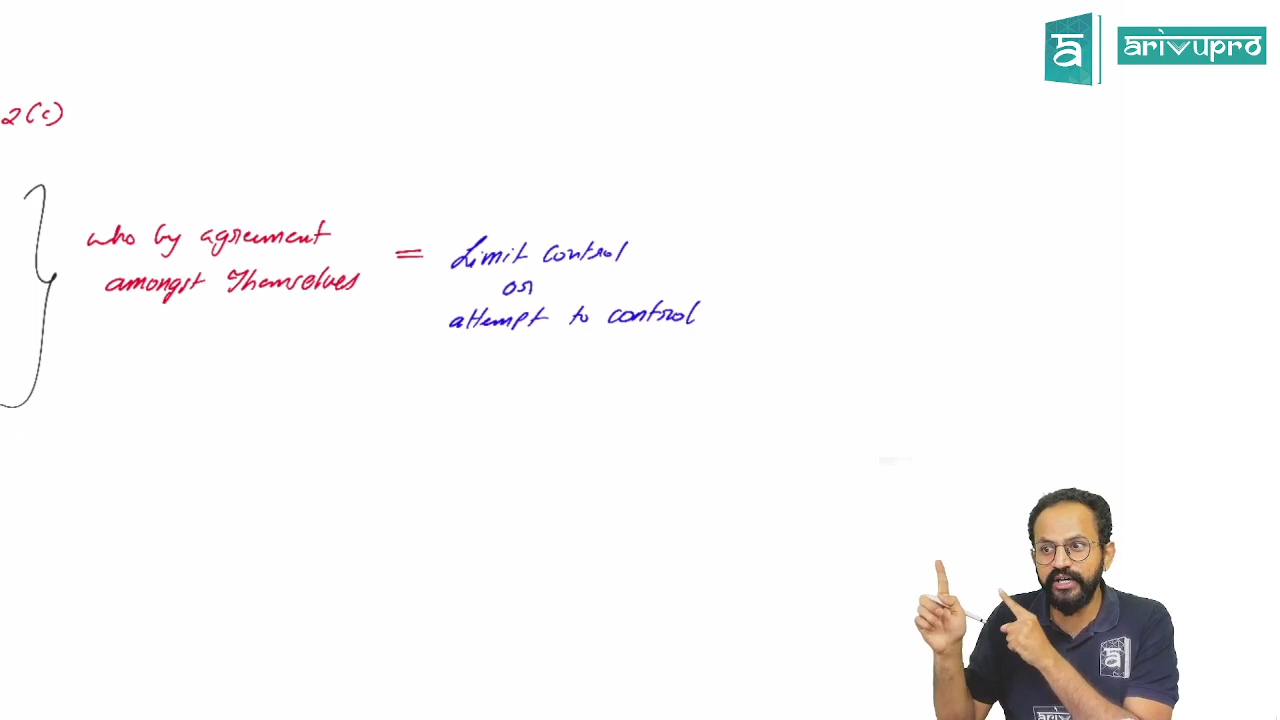 arivupro
2(c)
who by agreement
amongst Themselves
=
Limit control
or
attempt to control